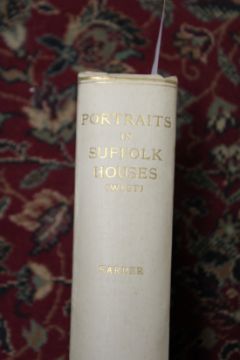 PORTRAITS
IN
SUFFOLK
HOUSES
(WEST)
FARRER